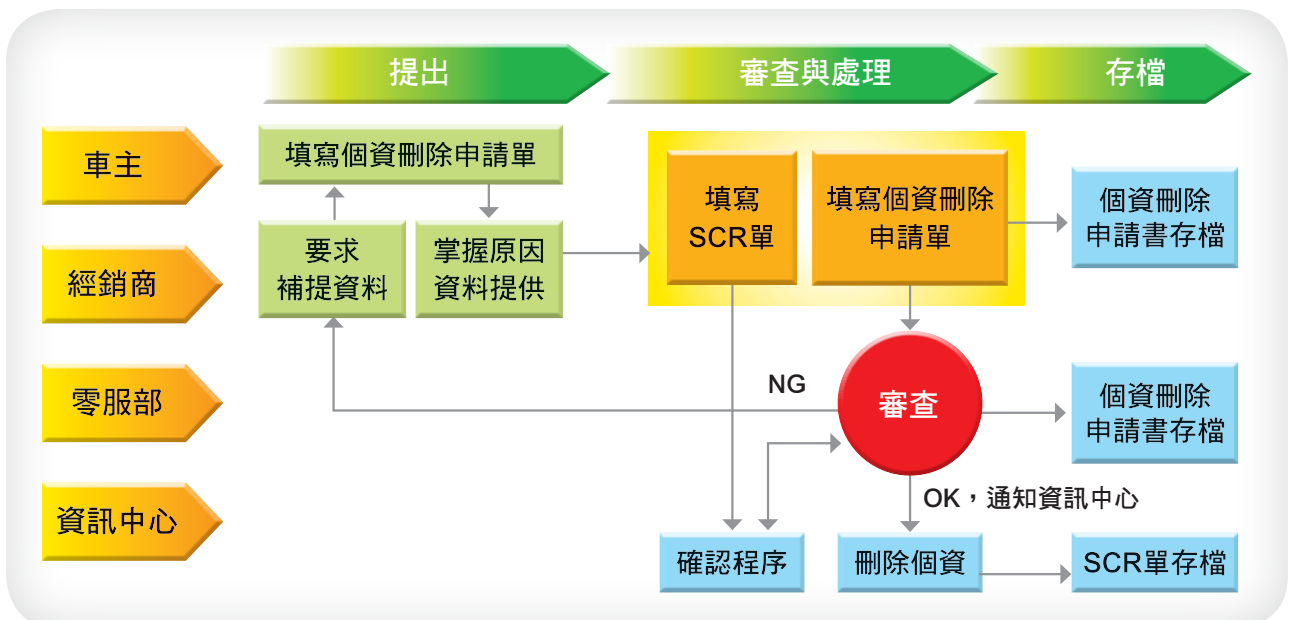 提出
審查與處理
存檔
車主
填寫個資刪除申請單
填寫
SCR單
填寫個資刪除
申請單
個資刪除
申請書存檔
經銷商
要求
補提資料
掌握原因
資料提供
零服部
NG
審查
個資刪除
申請書存檔
資訊中心
OK，通知資訊中心
確認程序
刪除個資
SCR單存檔